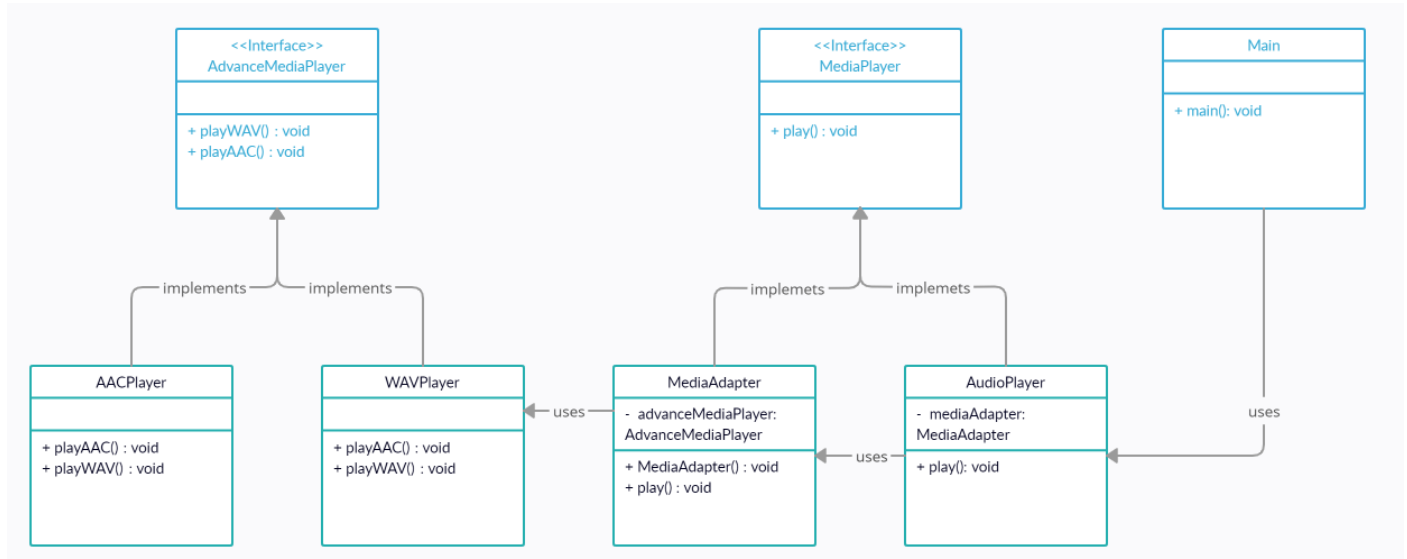 <<Interface>>
AdvanceMediaPlayer
+ playWAV() : void
+ playAAC() : void
<<Interface>>
MediaPlayer
+ play() : void
Main
+ main(): void
implements
implements
implemets
implemets
uses
AACPlayer
+ playAAC() : void
+ playWAV() : void
WAVPlayer
+ playAAC() : void
+ playWAV() : void
uses
MediaAdapter
- advanceMediaPlayer:
AdvanceMediaPlayer
+ MediaAdapter() : void
+ play() : void
uses
AudioPlayer
- mediaAdapter:
MediaAdapter
+ play(): void